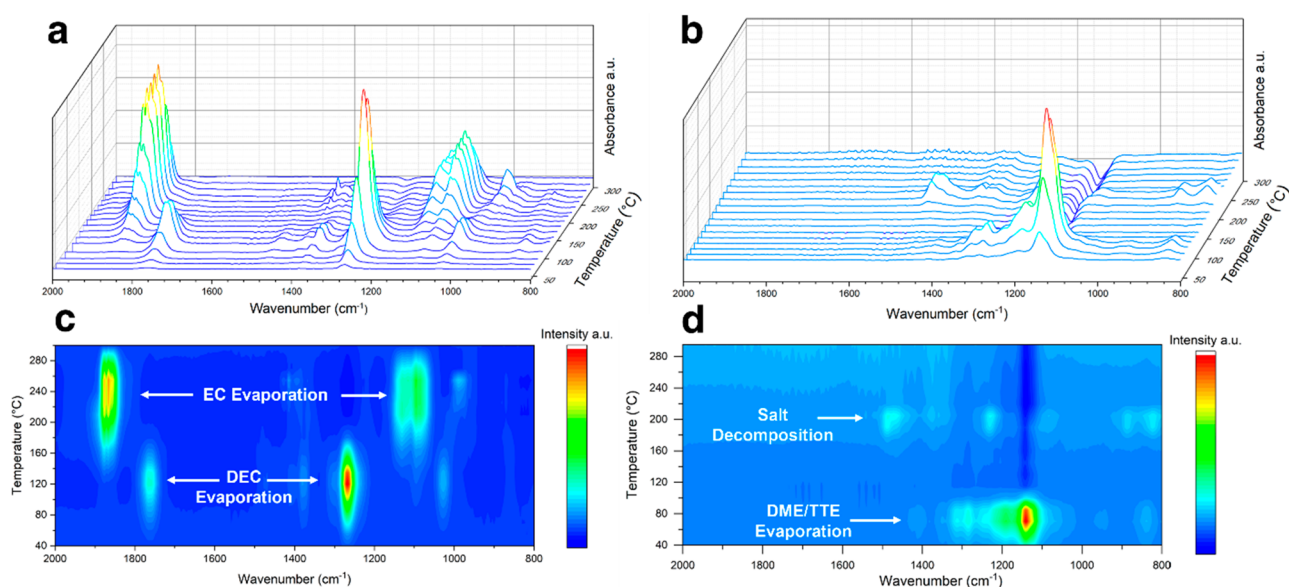 a
Absorbance a.u.
300
250
200
150
100
50
Temperature (°C)
2000
1600
1400
1200
1000
800
Wavenumber (cm-1)
b
Absorbance a.u.
300
250
200
150
100
50
Temperature (°C)
2000
1800
1600
1400
1200
1000
800
Wavenumber (cm-1)
c
Intensity a.u.
Temperature (°C)
280
240
200
160
120
80
40
EC Evaporation
DEC
Evaporation
2000
1800
1600
1400
1200
1000
800
Wavenumber (cm-1)
d
Intensity a.u.
Temperature (°C)
280
240
200
160
120
80
40
Salt
Decomposition
DME/TTE
Evaporation
2000
1800
1600
1400
1200
1000
800
Wavenumber (cm-1)